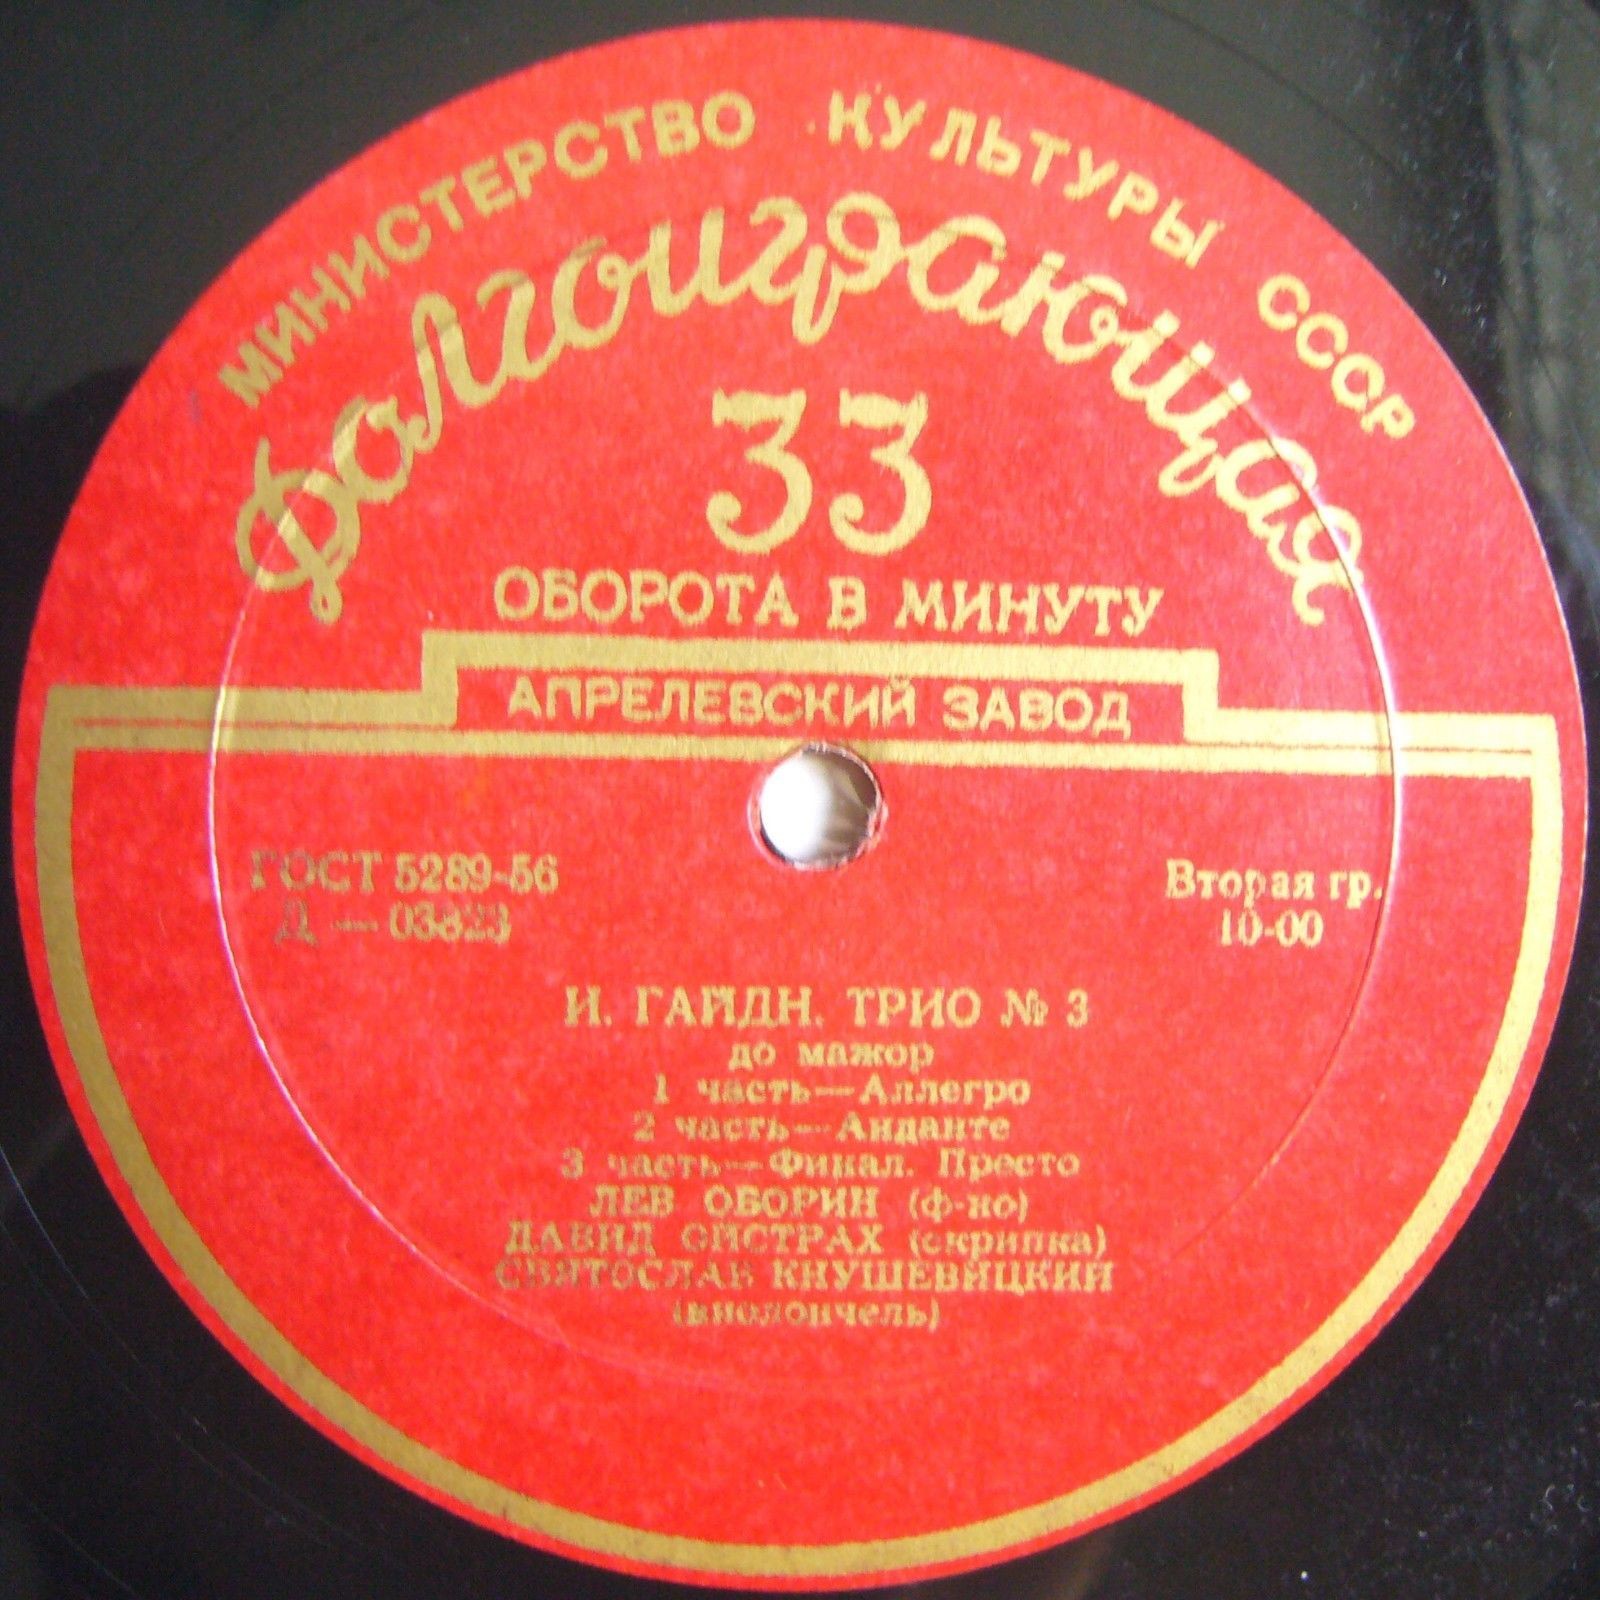 МИНИСТЕРСТВО КУЛЬТУРЫ СССР
Долгоиграющая
33
ОБОРОТА В МИНУТУ
АПРЕЛЕВСКИЙ ЗАВОД
ГОСТ 5289-56
Д — 03823
Вторая гр.
10-00
И. ГАЙДН. ТРИО № 3
до мажор
1 часть—Аллегро
2 часть—Анданте
3 часть—Финал. Престо
ЛЕВ ОБОРИН (ф-но)
ДАВИД ОЙСТРАХ (скрипка)
СВЯТОСЛАВ КНУШЕВИЦКИЙ
(виолончель)